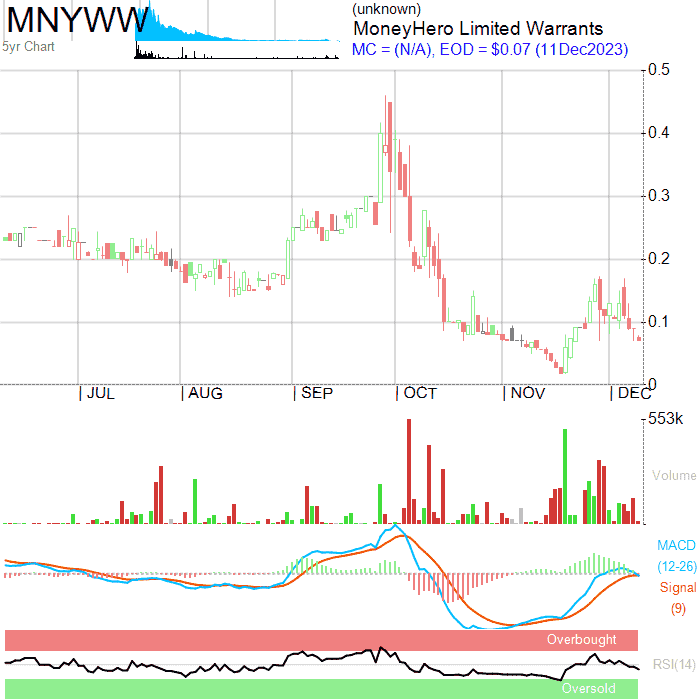 MNYWW
5yr Chart
(unknown)
MoneyHero Limited Warrants
MC = (N/A), EOD = $0.07 (11Dec2023)
0.5
0.4
0.3
0.2
0.1
0
JUL AUG SEP OCT NOV DEC
553k
Volume
MACD
(12-26)
Signal
(9)
Overbought
RSI(14)
Oversold